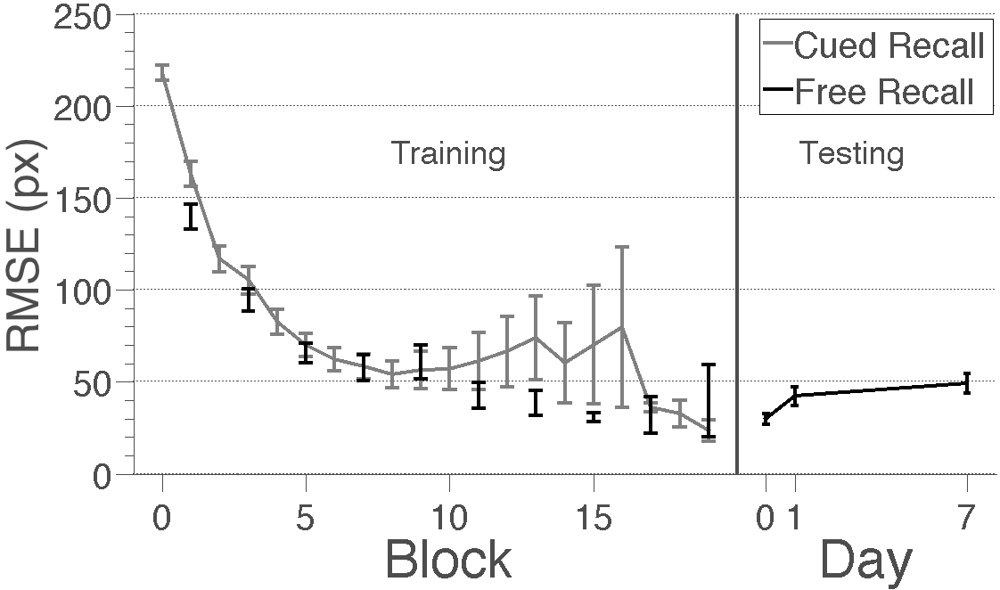 250
200
150
100
50
0
RMSE (px)
Training
Testing
Cued Recall
Free Recall
0 5 10 15
0 1 7
Block
Day